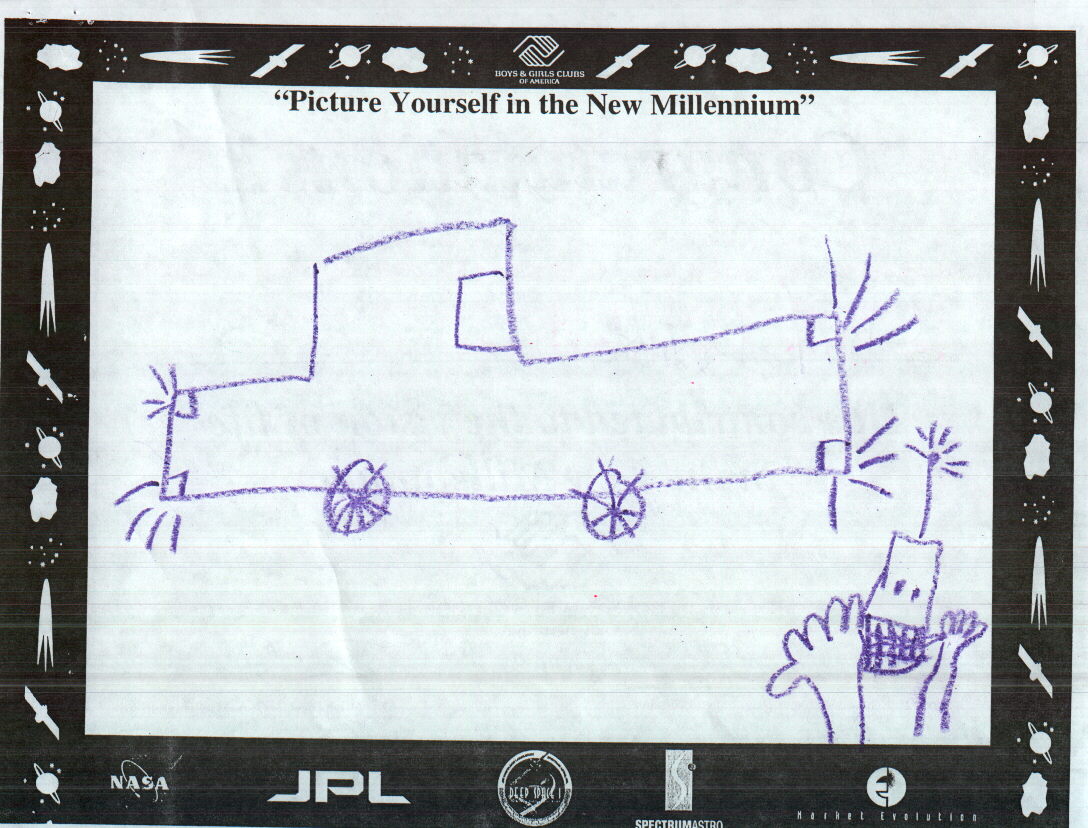 BOYS & GIRLS CLUBS
OF AMERICA
“Picture Yourself in the New Millennium”
NASA
JPL
DEEP SPACE 1
SPECTRUMASTRO
Market Evolution